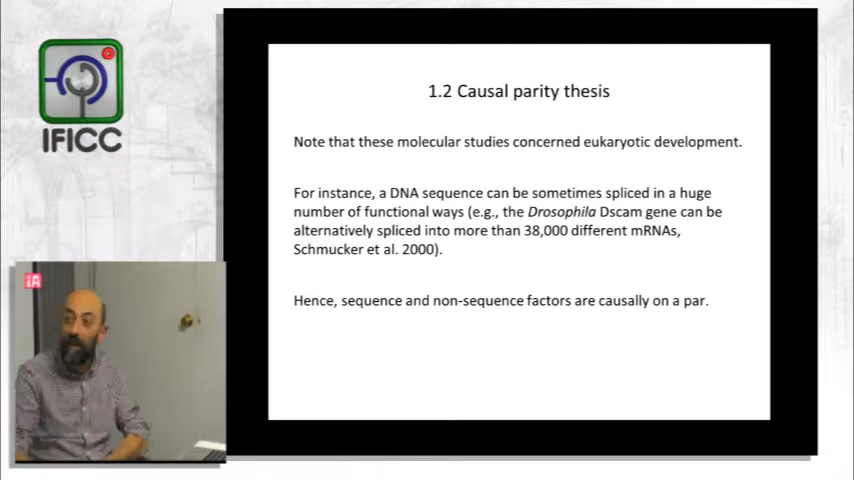 IFICC
iA
1.2 Causal parity thesis
Note that these molecular studies concerned eukaryotic development.
For instance, a DNA sequence can be sometimes spliced in a huge
number of functional ways (e.g., the Drosophila Dscam gene can be
alternatively spliced into more than 38,000 different mRNAs,
Schmucker et al. 2000).
Hence, sequence and non-sequence factors are causally on a par.